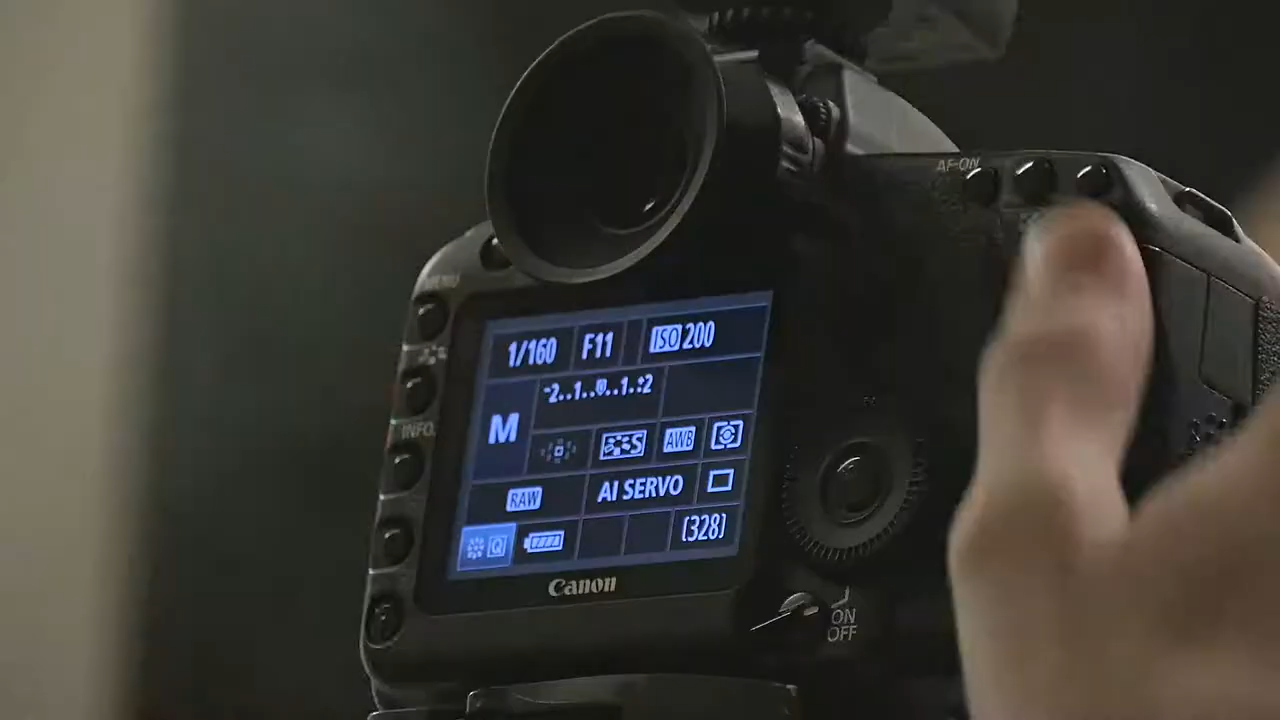 AF-ON
MENU
1/160 F11 ISO 200
-2..1..0..1..+2
M
S AWB
INFO.
RAW AI SERVO
Q [328]
Canon
ON
OFF